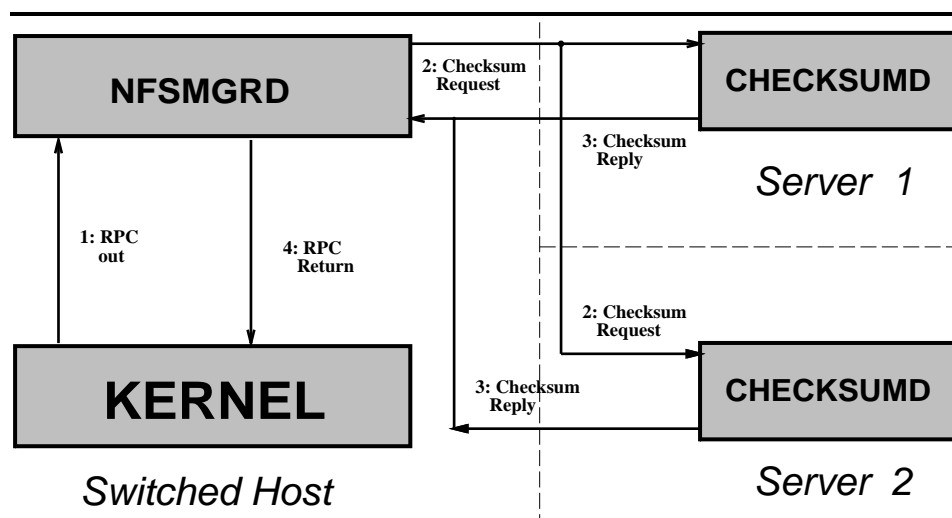 NFSMGRD
2: Checksum
Request
CHECKSUMD
3: Checksum
Reply
Server 1
1: RPC
out
4: RPC
Return
2: Checksum
Request
KERNEL
3: Checksum
Reply
CHECKSUMD
Switched Host
Server 2